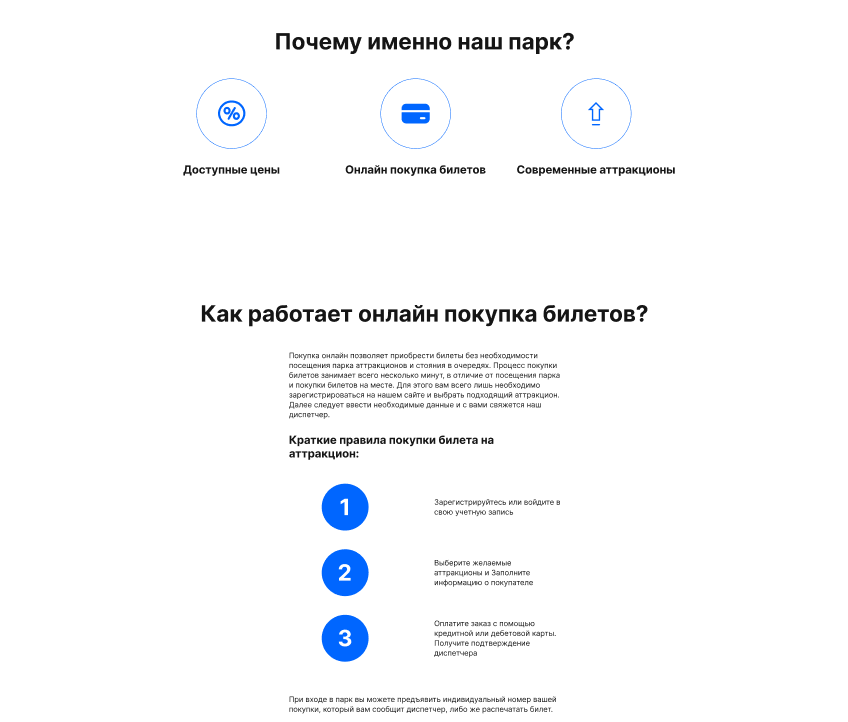 Почему именно наш парк?
Доступные цены
Онлайн покупка билетов
Современные аттракционы
Как работает онлайн покупка билетов?
Покупка онлайн позволяет приобрести билеты без необходимости
посещения парка аттракционов и стояния в очередях. Процесс покупки
билетов занимает всего несколько минут, в отличие от посещения парка
и покупки билетов на месте. Для этого вам всего лишь необходимо
зарегистрироваться на нашем сайте и выбрать подходящий аттракцион.
Далее следует ввести необходимые данные и с вами свяжется наш
диспетчер.
Краткие правила покупки билета на
аттракцион:
1
Зарегистрируйтесь или войдите в
свою учетную запись
2
Выберите желаемые
аттракционы и Заполните
информацию о покупателе
3
Оплатите заказ с помощью
кредитной или дебетовой карты.
Получите подтверждение
диспетчера
При входе в парк вы можете предъявить индивидуальный номер вашей
покупки, который вам сообщит диспетчер, либо же распечатать билет.